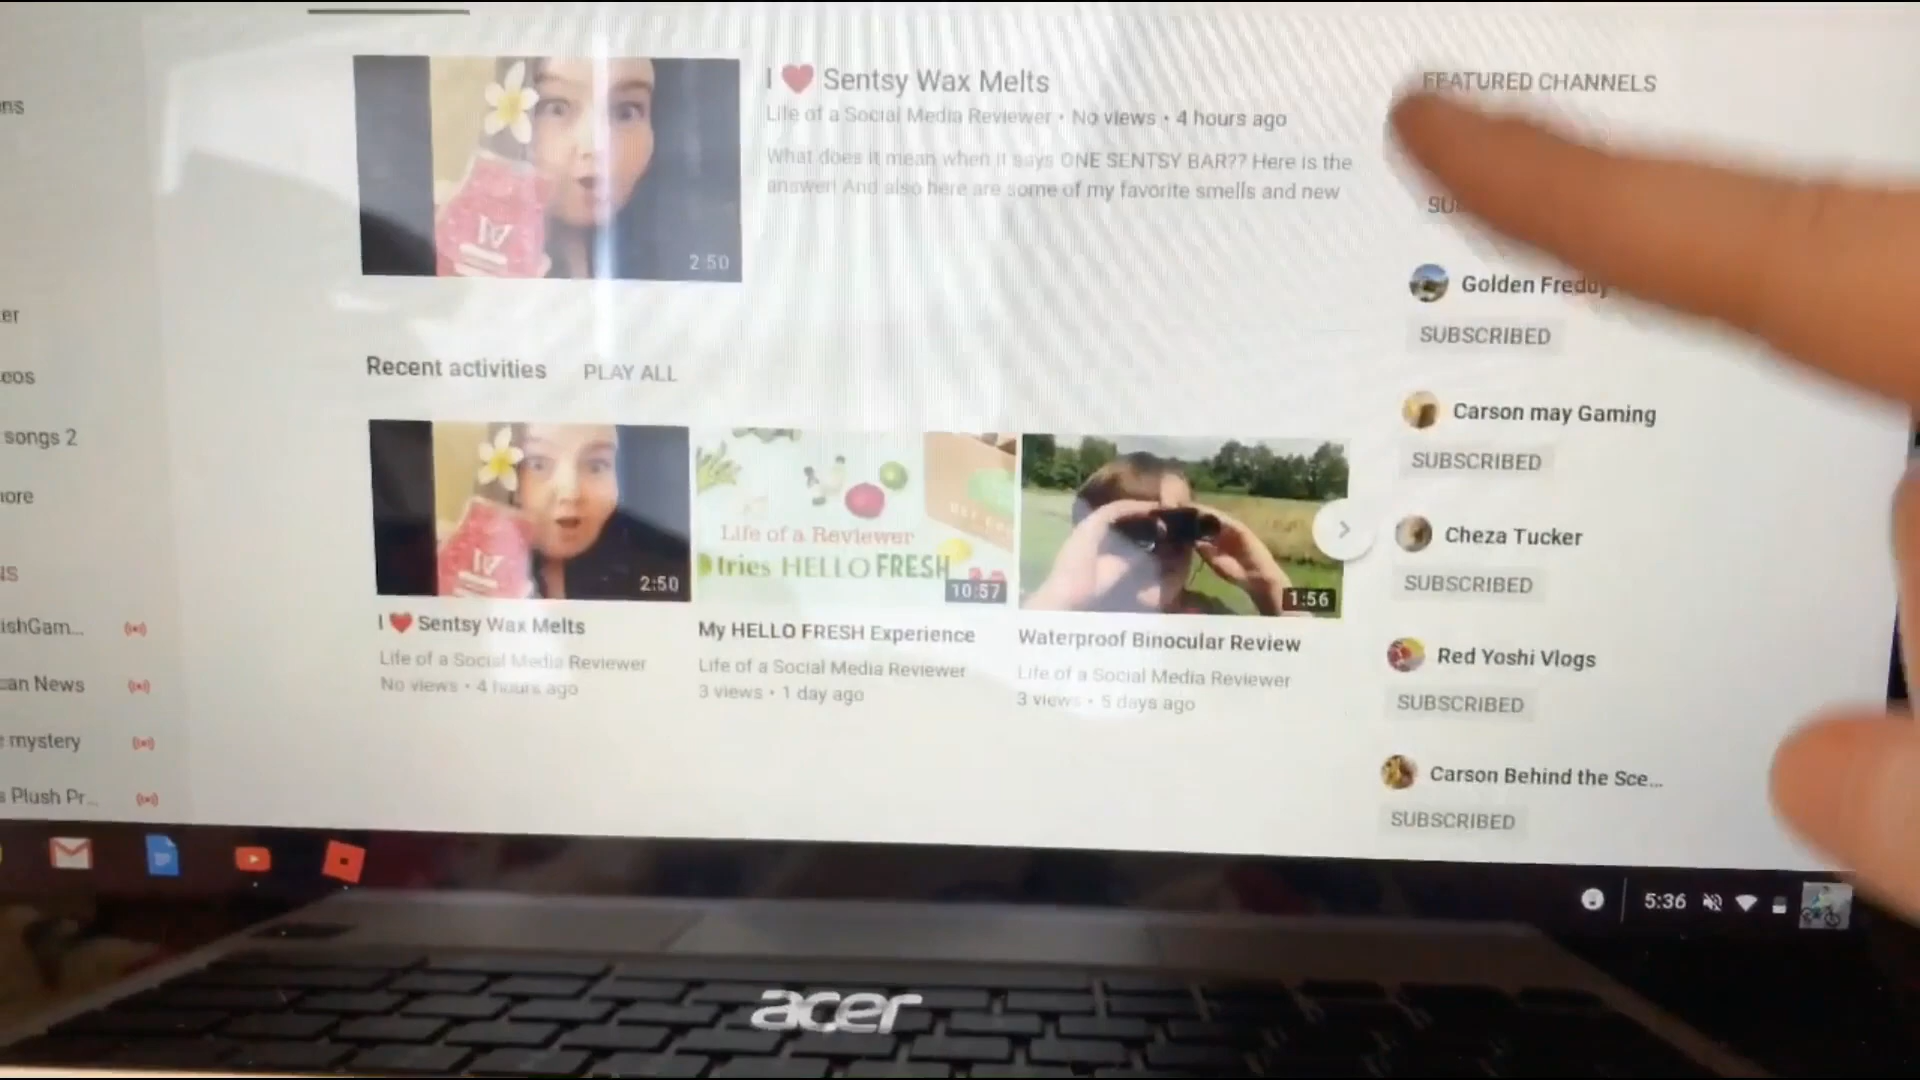 I ❤ Sentsy Wax Melts
Life of a Social Media Reviewer • No views • 4 hours ago
What does it mean when it says ONE SENTSY BAR?? Here is the
answer! And also here are some of my favorite smells and new
2:50
Recent activities PLAY ALL
2:50
I ❤ Sentsy Wax Melts
Life of a Social Media Reviewer
No views • 4 hours ago
Life of a Reviewer
tries HELLO FRESH
10:57
My HELLO FRESH Experience
Life of a Social Media Reviewer
3 views • 1 day ago
1:56
Waterproof Binocular Review
Life of a Social Media Reviewer
3 views • 5 days ago
FEATURED CHANNELS
SU
Golden Freddy
SUBSCRIBED
Carson may Gaming
SUBSCRIBED
Cheza Tucker
SUBSCRIBED
Red Yoshi Vlogs
SUBSCRIBED
Carson Behind the Sce...
SUBSCRIBED
ns
er
eos
songs 2
ore
NS
ishGam...
an News
e mystery
s Plush Pr...
5:36
acer